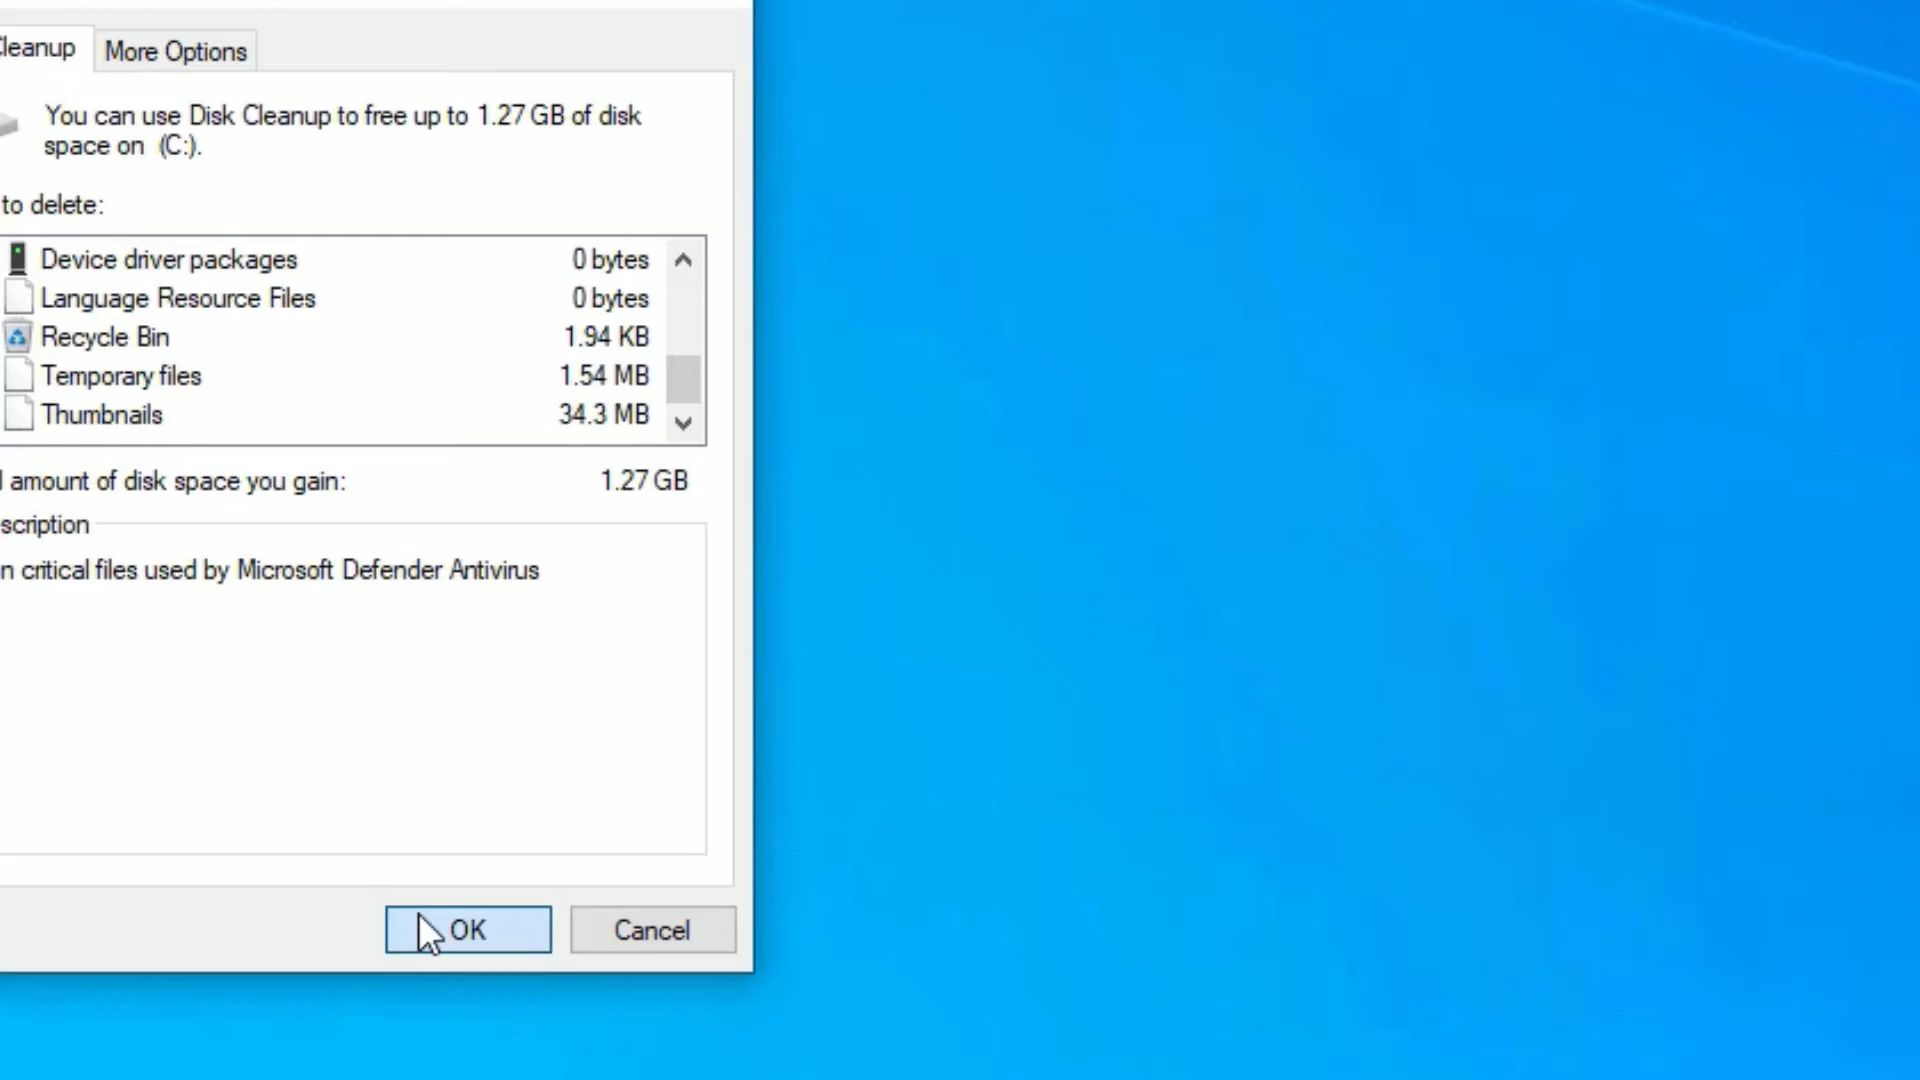 Cleanup
More Options
You can use Disk Cleanup to free up to 1.27 GB of disk
space on (C:).
to delete:
Device driver packages 0 bytes
Language Resource Files 0 bytes
Recycle Bin 1.94 KB
Temporary files 1.54 MB
Thumbnails 34.3 MB
amount of disk space you gain: 1.27 GB
scription
n critical files used by Microsoft Defender Antivirus
OK
Cancel